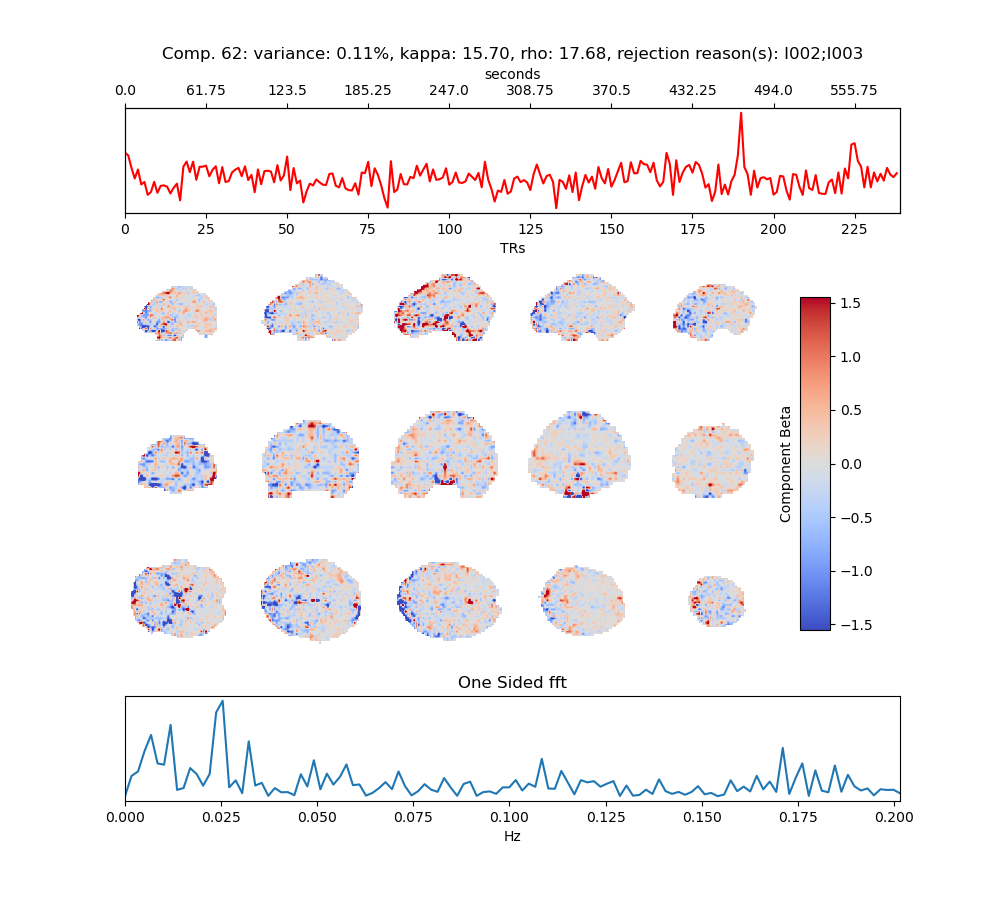 Comp. 62: variance: 0.11%, kappa: 15.70, rho: 17.68, rejection reason(s): I002;I003
seconds
0.0 61.75 123.5 185.25 247.0 308.75 370.5 432.25 494.0 555.75
0 25 50 75 100 125 150 175 200 225
TRs
1.5
1.0
0.5
0.0
−0.5
−1.0
−1.5
Component Beta
One Sided fft
0.000 0.025 0.050 0.075 0.100 0.125 0.150 0.175 0.200
Hz